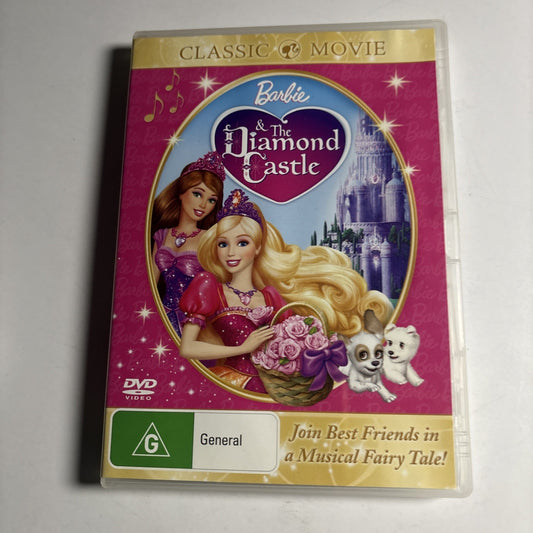 CLASSIC MOVIE
Barbie
& The
Diamond
Castle
DVD
VIDEO
G
General
Join Best Friends in
a Musical Fairy Tale!